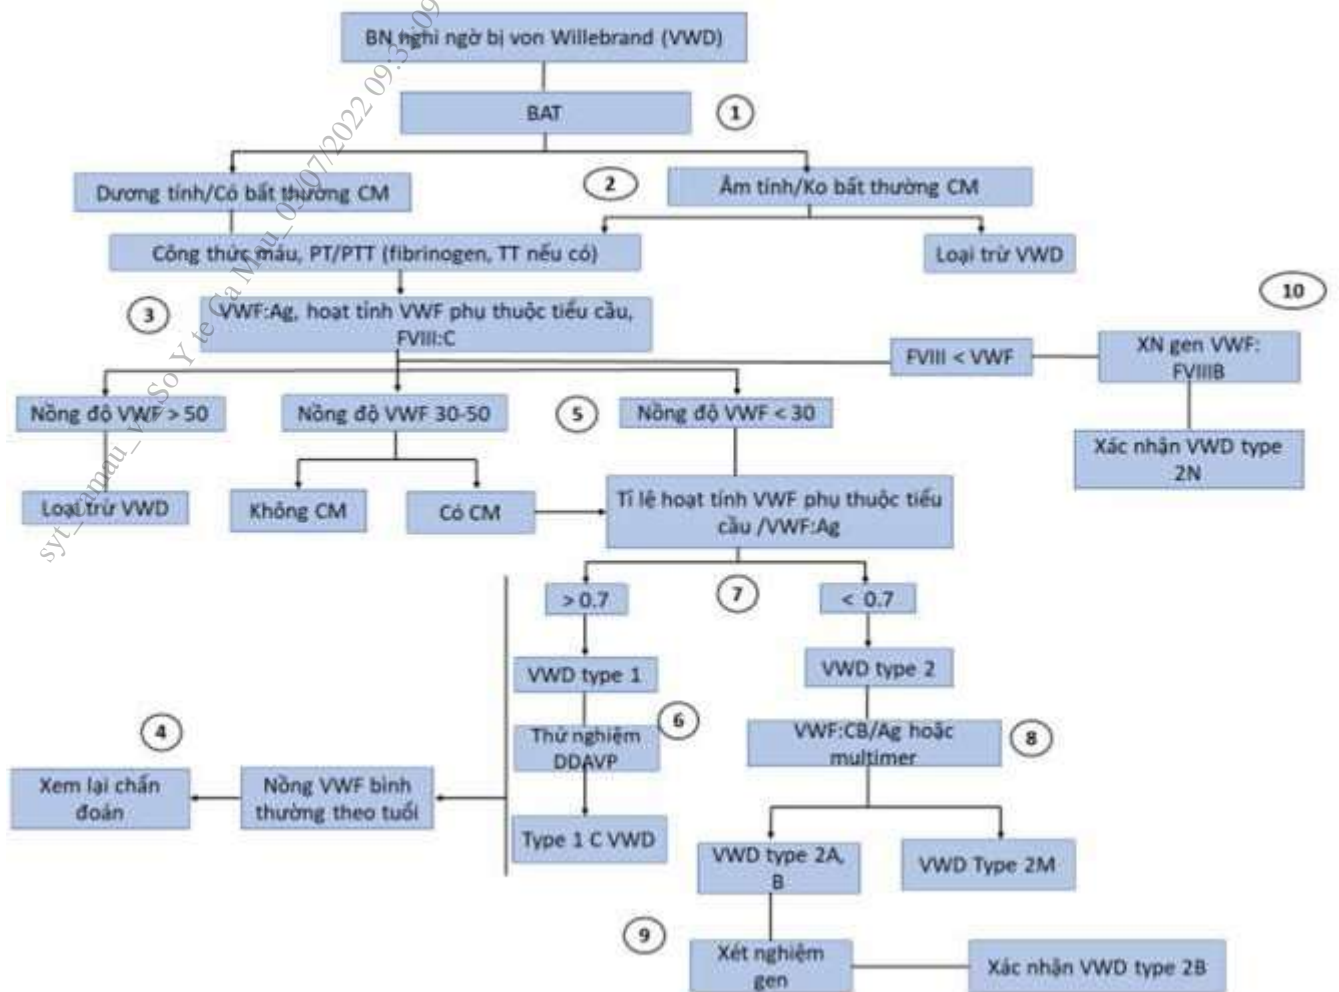 BN nghi ngờ bị von Willebrand (VWD)
BAT
1
Dương tính/Có bất thường CM
2
Âm tính/Ko bất thường CM
Công thức máu, PT/PTT (fibrinogen, TT nếu có)
Loại trừ VWD
3
VWF:Ag, hoạt tính VWF phụ thuộc tiểu cầu,
FVIII:C
10
FVIII < VWF
XN gen VWF:
FVIIIB
Nồng độ VWF > 50
Nồng độ VWF 30-50
5
Nồng độ VWF < 30
Xác nhận VWD type
2N
Loại trừ VWD
Không CM
Có CM
Tỉ lệ hoạt tính VWF phụ thuộc tiểu
cầu /VWF:Ag
> 0.7
7
< 0.7
VWD type 1
VWD type 2
6
Thử nghiệm
DDAVP
VWF:CB/Ag hoặc
multimer
8
4
Xem lại chẩn
đoán
Nồng VWF bình
thường theo tuổi
Type 1 C VWD
VWD type 2A,
B
VWD Type 2M
9
Xét nghiệm
gen
Xác nhận VWD type 2B